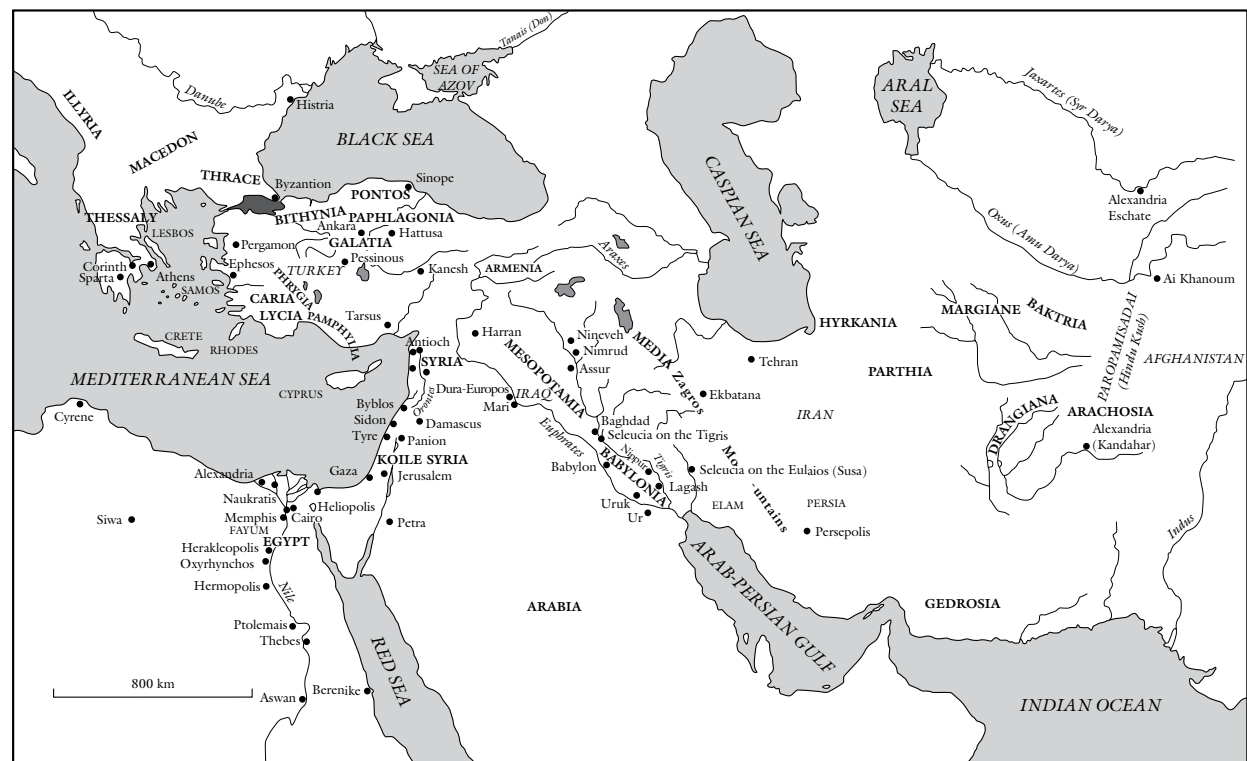 Tanais (Don)
SEA OF
AZOV
ILLYRIA
Danube
Histria
ARAL
SEA
Jaxartes (Syr Darya)
MACEDON
BLACK SEA
CASPIAN SEA
THRACE
Byzantion
Sinope
PONTOS
Alexandria
Eschate
THESSALY
BITHYNIA
PAPHLAGONIA
LESBOS
Ankara
Hattusa
Oxus (Amu Darya)
GALATIA
Pergamon
Pessinous
Araxes
Corinth
Ephesos
TURKEY
Kanesh
ARMENIA
Sparta
Athens
PHRYGIA
Ai Khanoum
SAMOS
CARIA
LYCIA
PAMPHYLIA
Tarsus
MARGIANE
BAKTRIA
HYRKANIA
CRETE
RHODES
Harran
Nineveh
Nimrud
MEDIA
PAROPAMISADAI
(Hindu Kush)
Antioch
SYRIA
MESOPOTAMIA
Assur
Tehran
AFGHANISTAN
MEDITERRANEAN SEA
PARTHIA
CYPRUS
Dura-Europos
IRAQ
Zagros
Ekbatana
Orontes
Mari
Byblos
IRAN
DRANGIANA
ARACHOSIA
Cyrene
Sidon
Damascus
Euphrates
Baghdad
Alexandria
(Kandahar)
Tyre
Panion
Seleucia on the Tigris
Mo
-untains
KOILE SYRIA
Nippur
Tigris
Gaza
Jerusalem
Babylon
BABYLONIA
Seleucia on the Eulaios (Susa)
Alexandria
Lagash
Naukratis
Heliopolis
Uruk
ELAM
PERSIA
Siwa
Memphis
Cairo
Petra
Ur
FAYUM
Persepolis
Indus
EGYPT
Herakleopolis
Oxyrhynchos
ARAB-PERSIAN GULF
Hermopolis
Nile
ARABIA
GEDROSIA
Ptolemais
Thebes
RED SEA
800 km
Aswan
Berenike
INDIAN OCEAN